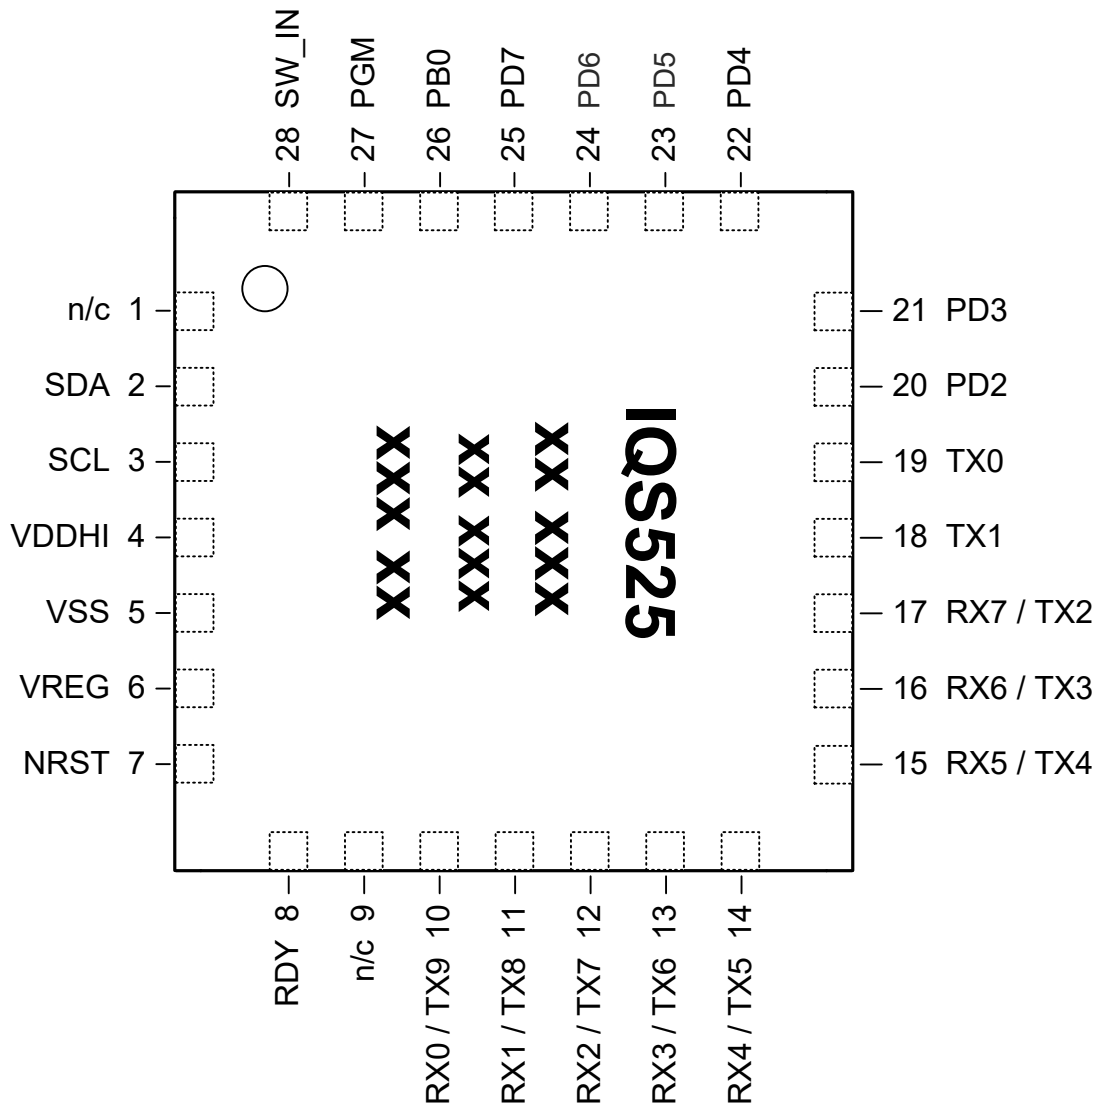 28 SW_IN
27 PGM
26 PB0
25 PD7
24 PD6
23 PD5
22 PD4
n/c 1
SDA 2
SCL 3
VDDHI 4
VSS 5
VREG 6
NRST 7
21 PD3
20 PD2
19 TX0
18 TX1
17 RX7 / TX2
16 RX6 / TX3
15 RX5 / TX4
IQS525
xx xxx xx
xx xxx
xxx xx
RDY 8
n/c 9
RX0 / TX9 10
RX1 / TX8 11
RX2 / TX7 12
RX3 / TX6 13
RX4 / TX5 14